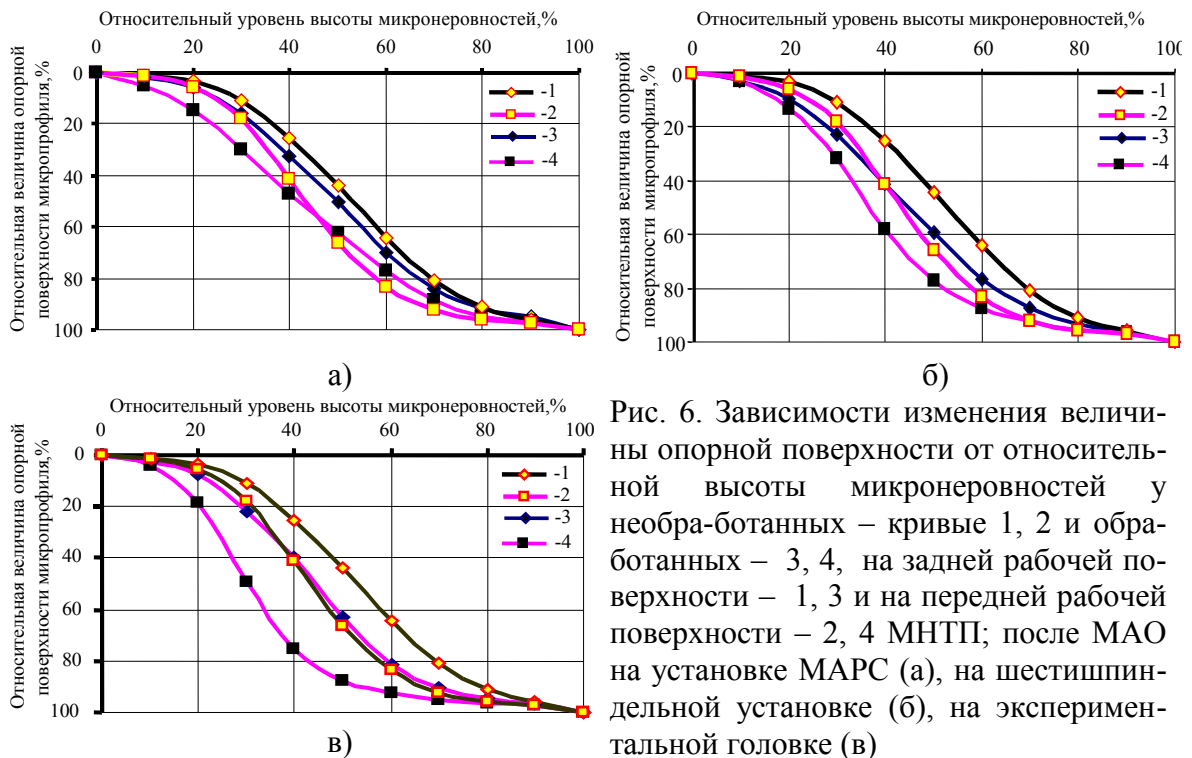 Относительный уровень высоты микронеровностей,%
0 20 40 60 80 100
Относительная величина опорной
поверхности микропрофиля,%
0
20
40
60
80
100
-1
-2
-3
-4
а)
Относительный уровень высоты микронеровностей,%
0 20 40 60 80 100
Относительная величина опорной
поверхности микропрофиля,%
0
20
40
60
80
100
-1
-2
-3
-4
б)
Относительный уровень высоты микронеровностей,%
0 20 40 60 80 100
Относительная величина опорной
поверхности микропрофиля,%
0
20
40
60
80
100
-1
-2
-3
-4
в)
Рис. 6. Зависимости изменения величи-
ны опорной поверхности от относитель-
ной высоты микронеровностей у
необра-ботанных – кривые 1, 2 и обра-
ботанных – 3, 4, на задней рабочей по-
верхности – 1, 3 и на передней рабочей
поверхности – 2, 4 МНТП; после МАО
на установке МАРС (а), на шестишпин-
дельной установке (б), на эксперимен-
тальной головке (в)